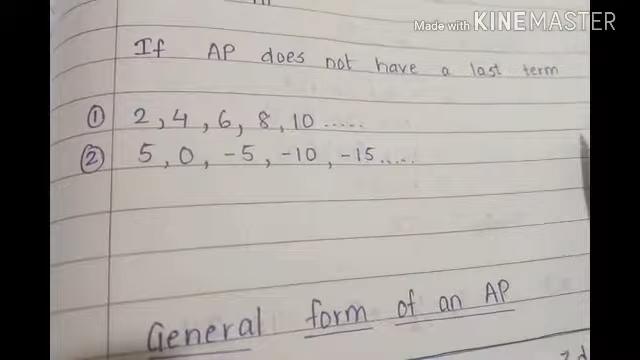 Made with KINEMASTER
If AP does not have a last term
① 2, 4, 6, 8, 10 .....
② 5, 0, -5, -10, -15 .....
General form of an AP